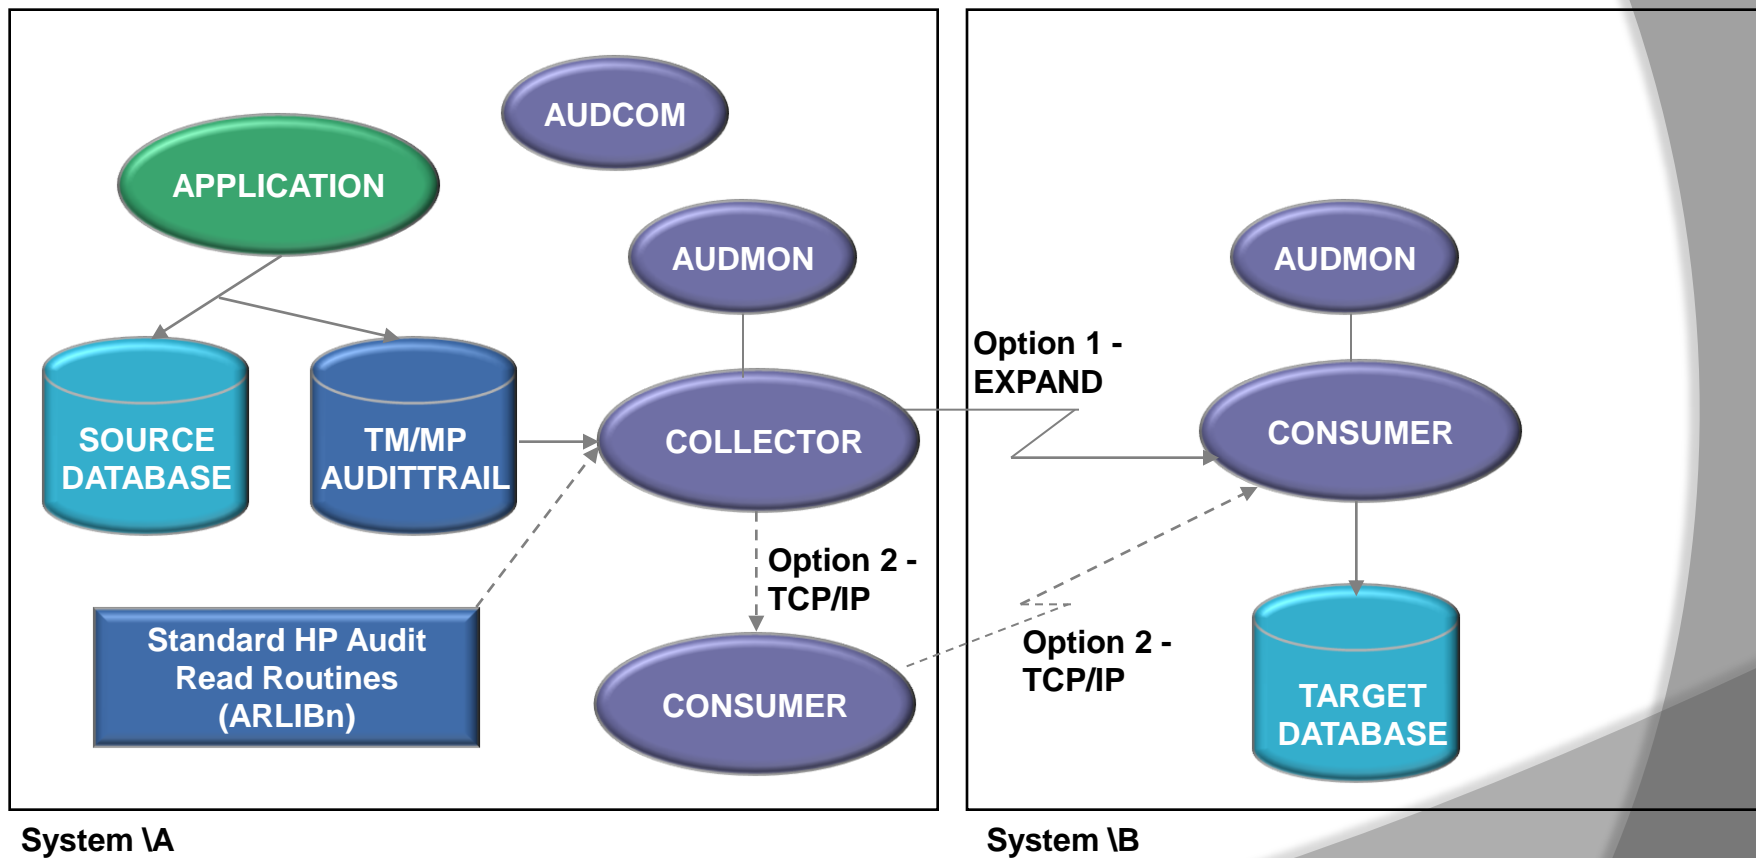 AUDCOM
APPLICATION
AUDMON
AUDMON
Option 1 -
EXPAND
SOURCE
DATABASE
TM/MP
AUDITTRAIL
COLLECTOR
CONSUMER
Option 2 -
TCP/IP
Standard HP Audit
Read Routines
(ARLIBn)
CONSUMER
Option 2 -
TCP/IP
TARGET
DATABASE
System \A
System \B